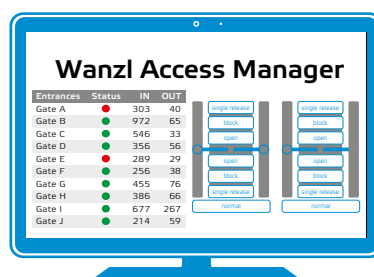 Wanzl Access Manager
Entrances Status IN OUT
Gate A 303 40
Gate B 972 65
Gate C 546 33
Gate D 356 56
Gate E 289 29
Gate F 256 38
Gate G 455 76
Gate H 386 66
Gate I 677 267
Gate J 214 59
single release single release
block block
open open
open open
block block
single release single release
normal normal